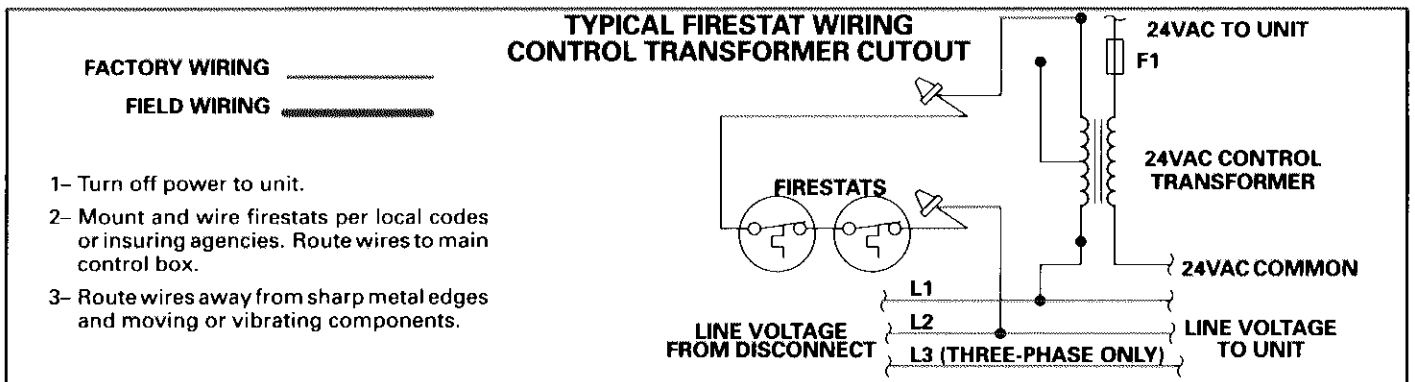 TYPICAL FIRESTAT WIRING
CONTROL TRANSFORMER CUTOUT
FACTORY WIRING
FIELD WIRING
1– Turn off power to unit.
2– Mount and wire firestats per local codes
or insuring agencies. Route wires to main
control box.
3– Route wires away from sharp metal edges
and moving or vibrating components.
24VAC TO UNIT
F1
24VAC CONTROL
TRANSFORMER
FIRESTATS
24VAC COMMON
L1
L2
L3 (THREE-PHASE ONLY)
LINE VOLTAGE
FROM DISCONNECT
LINE VOLTAGE
TO UNIT